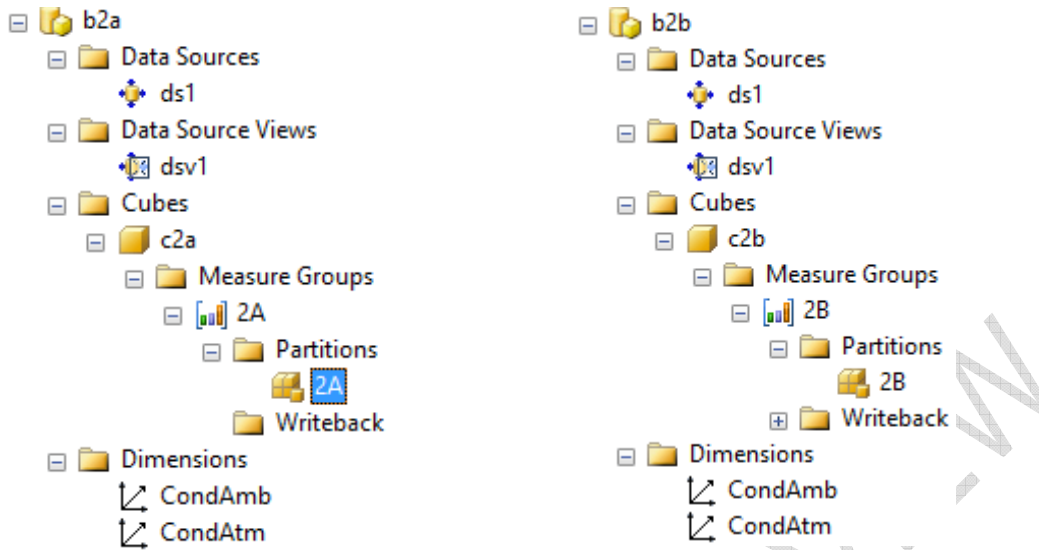 b2a
Data Sources
ds1
Data Source Views
dsv1
Cubes
c2a
Measure Groups
2A
Partitions
2A
Writeback
Dimensions
CondAmb
CondAtm
b2b
Data Sources
ds1
Data Source Views
dsv1
Cubes
c2b
Measure Groups
2B
Partitions
2B
Writeback
Dimensions
CondAmb
CondAtm